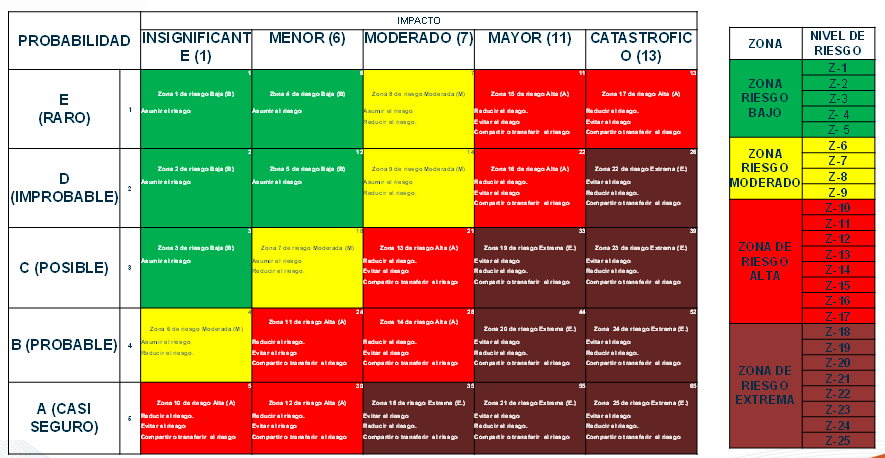 IMPACTO
PROBABILIDAD
INSIGNIFICANT
E (1)
MENOR (6)
MODERADO (7)
MAYOR (11)
CATASTROFIC
O (13)
E
(RARO)
1
1
Zona 1 de riesgo Baja (B)
Asumir el riesgo
6
Zona 4 de riesgo Baja (B)
Asumir el riesgo
7
Zona 8 de riesgo Moderada (M)
Asumir el riesgo
Reducir el riesgo.
11
Zona 15 de riesgo Alta (A)
Reducir el riesgo.
Evitar el riesgo
Compartir o transferir el riesgo
13
Zona 17 de riesgo Alta (A)
Reducir el riesgo.
Evitar el riesgo
Compartir o transferir el riesgo
D
(IMPROBABLE)
2
2
Zona 2 de riesgo Baja (B)
Asumir el riesgo
12
Zona 5 de riesgo Baja (B)
Asumir el riesgo
14
Zona 9 de riesgo Moderada (M)
Asumir el riesgo
Reducir el riesgo.
22
Zona 16 de riesgo Alta (A)
Reducir el riesgo.
Evitar el riesgo
Compartir o transferir el riesgo
26
Zona 22 de riesgo Extrema (E.)
Evitar el riesgo
Reducir el riesgo.
Compartir o transferir el riesgo
C (POSIBLE)
3
3
Zona 3 de riesgo Baja (B)
Asumir el riesgo
18
Zona 7 de riesgo Moderada (M)
Asumir el riesgo
Reducir el riesgo.
21
Zona 13 de riesgo Alta (A)
Reducir el riesgo.
Evitar el riesgo
Compartir o transferir el riesgo
33
Zona 19 de riesgo Extrema (E.)
Evitar el riesgo
Reducir el riesgo.
Compartir o transferir el riesgo
39
Zona 23 de riesgo Extrema (E.)
Evitar el riesgo
Reducir el riesgo.
Compartir o transferir el riesgo
B (PROBABLE)
4
4
Zona 6 de riesgo Moderada (M)
Asumir el riesgo
Reducir el riesgo.
24
Zona 11 de riesgo Alta (A)
Reducir el riesgo.
Evitar el riesgo
Compartir o transferir el riesgo
28
Zona 14 de riesgo Alta (A)
Reducir el riesgo.
Evitar el riesgo
Compartir o transferir el riesgo
44
Zona 20 de riesgo Extrema (E.)
Evitar el riesgo
Reducir el riesgo.
Compartir o transferir el riesgo
52
Zona 24 de riesgo Extrema (E.)
Evitar el riesgo
Reducir el riesgo.
Compartir o transferir el riesgo
A (CASI
SEGURO)
5
5
Zona 10 de riesgo Alta (A)
Reducir el riesgo.
Evitar el riesgo
Compartir o transferir el riesgo
30
Zona 12 de riesgo Alta (A)
Reducir el riesgo.
Evitar el riesgo
Compartir o transferir el riesgo
35
Zona 18 de riesgo Extrema (E.)
Evitar el riesgo
Reducir el riesgo.
Compartir o transferir el riesgo
55
Zona 21 de riesgo Extrema (E.)
Evitar el riesgo
Reducir el riesgo.
Compartir o transferir el riesgo
65
Zona 25 de riesgo Extrema (E.)
Evitar el riesgo
Reducir el riesgo.
Compartir o transferir el riesgo
ZONA
NIVEL DE
RIESGO
ZONA
RIESGO
BAJO
Z-1
Z-2
Z-3
Z- 4
Z- 5
ZONA
RIESGO
MODERADO
Z-6
Z-7
Z-8
Z-9
ZONA DE
RIESGO
ALTA
Z-10
Z-11
Z-12
Z-13
Z-14
Z-15
Z-16
Z-17
ZONA DE
RIESGO
EXTREMA
Z-18
Z-19
Z-20
Z-21
Z-22
Z-23
Z-24
Z-25